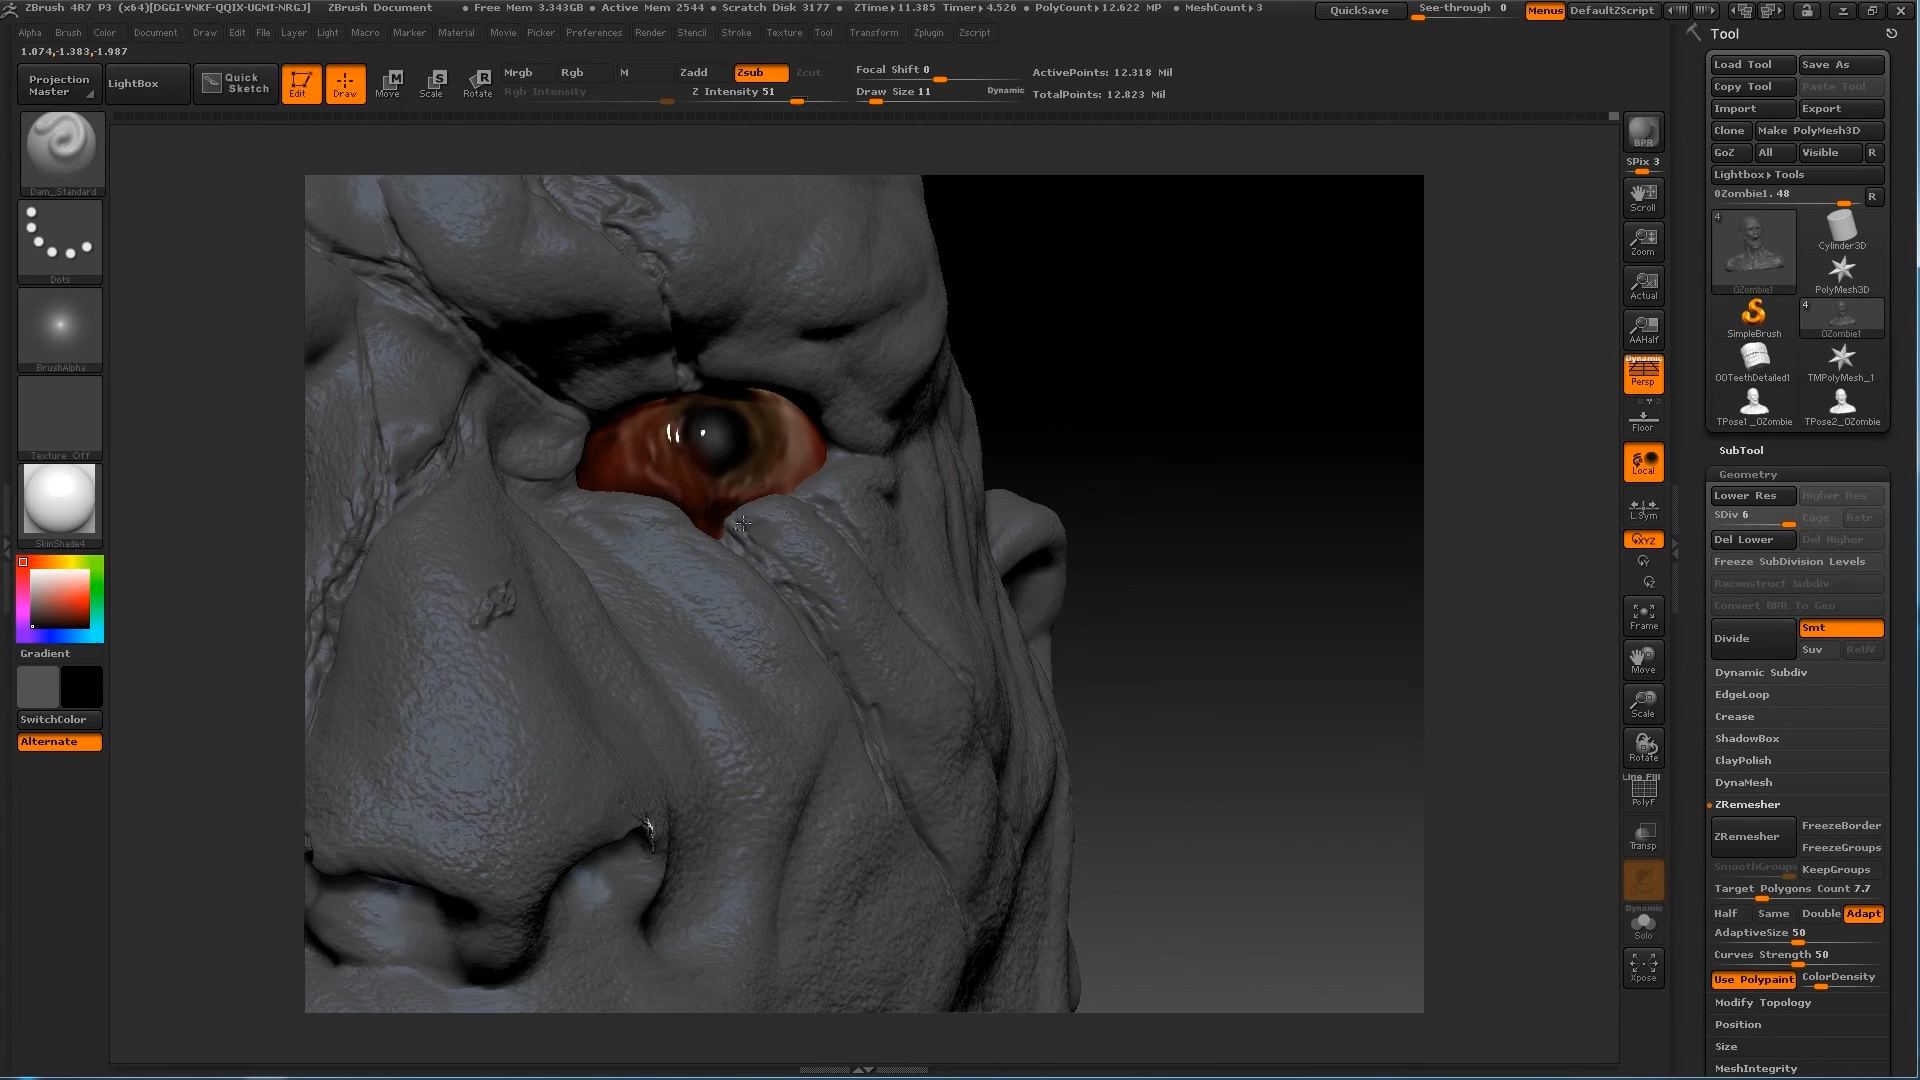 ZBrush 4R7 P3 (x64)[DGGI-VNKF-QQIX-UGMI-NRGJ] ZBrush Document • Free Mem 3.343GB • Active Mem 2544 • Scratch Disk 3177 • ZTime▸11.385 Timer▸4.526 • PolyCount▸12.622 MP • MeshCount▸3 QuickSave See-through 0 Menus DefaultZScript
Alpha Brush Color Document Draw Edit File Layer Light Macro Marker Material Movie Picker Preferences Render Stencil Stroke Texture Tool Transform Zplugin Zscript
1.074,-1.383,-1.987
Projection Master
LightBox
Quick Sketch
Edit
Draw
Move
Scale
Rotate
Mrgb Rgb M
Rgb Intensity
Zadd Zsub Zcut
Z Intensity 51
Focal Shift 0
Draw Size 11 Dynamic
ActivePoints: 12.318 Mil
TotalPoints: 12.823 Mil
Dam_Standard
Dots
BrushAlpha
Texture Off
SkinShade4
Gradient
SwitchColor
Alternate
BPR
SPix 3
Scroll
Zoom
Actual
AAHalf
Dynamic
Persp
Floor
Local
L.Sym
XYZ
Frame
Move
Scale
Rotate
Line Fill
PolyF
Transp
Dynamic
Solo
Xpose
Tool
Load Tool Save As
Copy Tool Paste Tool
Import Export
Clone Make PolyMesh3D
GoZ All Visible R
Lightbox▸Tools
0Zombie1. 48 R
4
0Zombie1
Cylinder3D
PolyMesh3D
SimpleBrush
4
0Zombie1
00TeethDetailed1
TMPolyMesh_1
TPose1_0Zombie
TPose2_0Zombie
SubTool
Geometry
Lower Res Higher Res
SDiv 6 Cage Rstr
Del Lower Del Higher
Freeze SubDivision Levels
Reconstruct Subdiv
Convert BPR To Geo
Divide Smt
Suv ReUV
Dynamic Subdiv
EdgeLoop
Crease
ShadowBox
ClayPolish
DynaMesh
ZRemesher
ZRemesher FreezeBorder
FreezeGroups
SmoothGroups KeepGroups
Target Polygons Count 7.7
Half Same Double Adapt
AdaptiveSize 50
Curves Strength 50
Use Polypaint ColorDensity
Modify Topology
Position
Size
MeshIntegrity